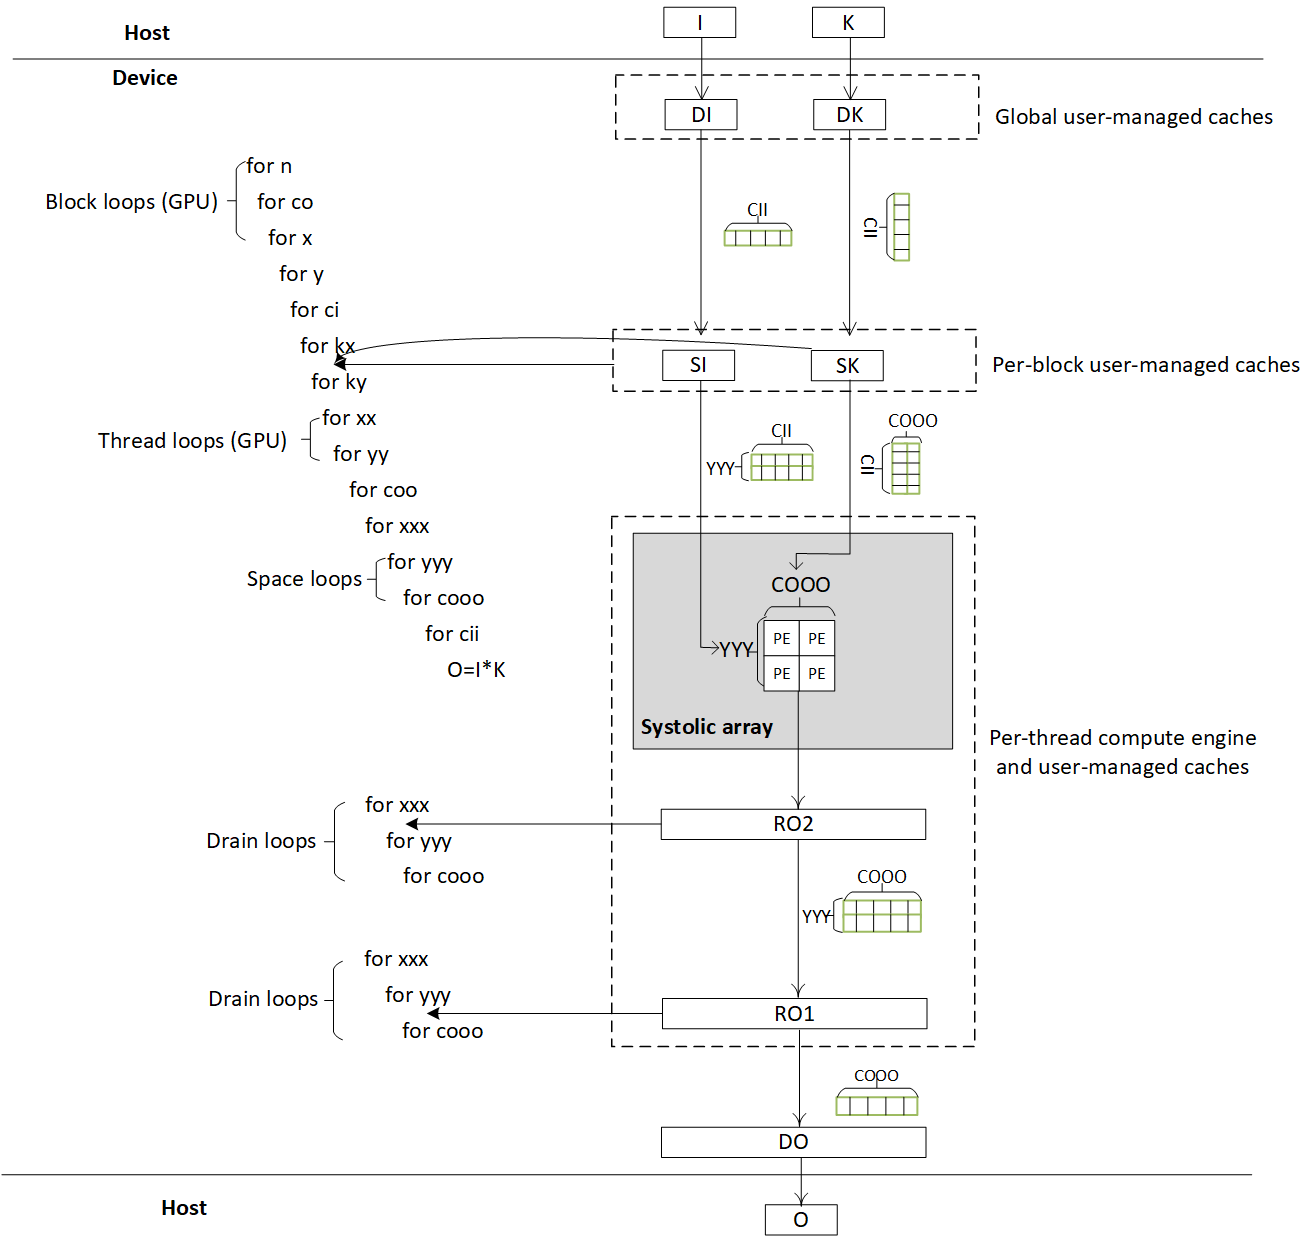 Host
I
K
Device
DI
DK
Global user-managed caches
for n
Block loops (GPU)
for co
for x
CII
CII
for y
for ci
for kx
SI
SK
Per-block user-managed caches
for ky
for xx
Thread loops (GPU)
for yy
CII
YYY
COOO
CII
for coo
for xxx
for yyy
Space loops
for cooo
for cii
O=I*K
COOO
YYY
PE
PE
PE
PE
Systolic array
Per-thread compute engine
and user-managed caches
for xxx
RO2
Drain loops
for yyy
for cooo
COOO
YYY
for xxx
Drain loops
for yyy
RO1
for cooo
COOO
DO
Host
O